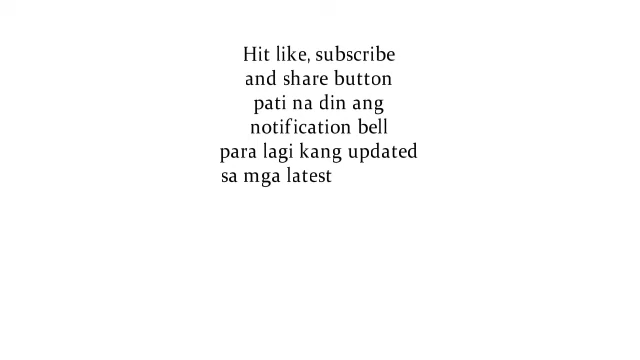 Hit like, subscribe
and share button
pati na din ang
notification bell
para lagi kang updated
sa mga latest